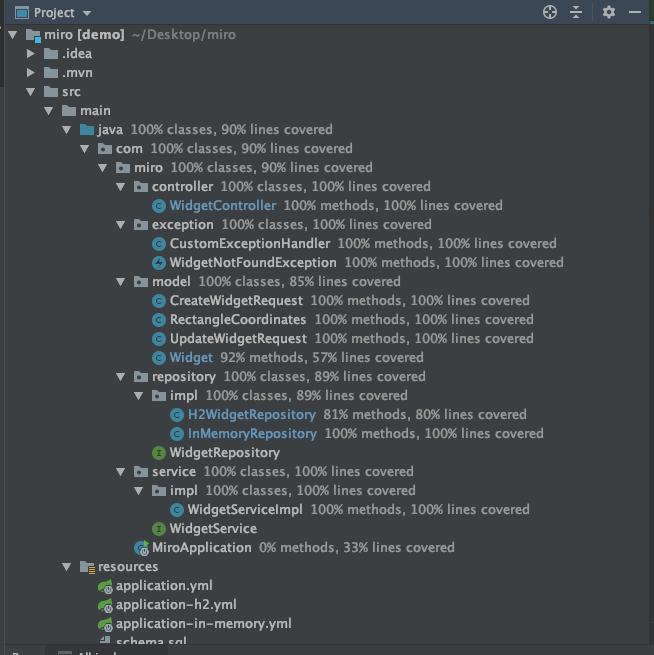 Project
miro [demo] ~/Desktop/miro
.idea
.mvn
src
main
java 100% classes, 90% lines covered
com 100% classes, 90% lines covered
miro 100% classes, 90% lines covered
controller 100% classes, 100% lines covered
WidgetController 100% methods, 100% lines covered
exception 100% classes, 100% lines covered
CustomExceptionHandler 100% methods, 100% lines covered
WidgetNotFoundException 100% methods, 100% lines covered
model 100% classes, 85% lines covered
CreateWidgetRequest 100% methods, 100% lines covered
RectangleCoordinates 100% methods, 100% lines covered
UpdateWidgetRequest 100% methods, 100% lines covered
Widget 92% methods, 57% lines covered
repository 100% classes, 89% lines covered
impl 100% classes, 89% lines covered
H2WidgetRepository 81% methods, 80% lines covered
InMemoryRepository 100% methods, 100% lines covered
WidgetRepository
service 100% classes, 100% lines covered
impl 100% classes, 100% lines covered
WidgetServiceImpl 100% methods, 100% lines covered
WidgetService
MiroApplication 0% methods, 33% lines covered
resources
application.yml
application-h2.yml
application-in-memory.yml
schema.sql